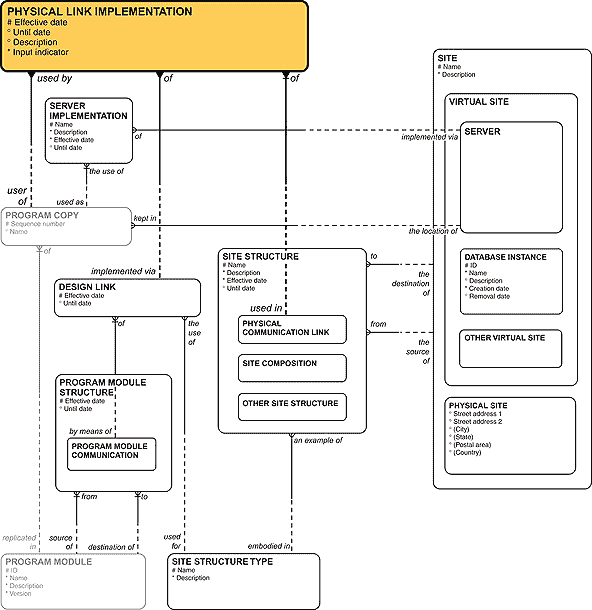 PHYSICAL LINK IMPLEMENTATION
# Effective date
○ Until date
○ Description
* Input indicator
used by
of
of
SERVER
IMPLEMENTATION
# Name
* Description
* Effective date
○ Until date
of
the use of
user
of
used as
PROGRAM COPY
# Sequence number
○ Name
kept in
of
SITE
# Name
* Description
VIRTUAL SITE
SERVER
implemented via
the location of
DATABASE INSTANCE
# ID
* Name
○ Description
* Creation date
○ Removal date
OTHER VIRTUAL SITE
PHYSICAL SITE
* Street address 1
○ Street address 2
○ (City)
○ (State)
○ (Postal area)
○ (Country)
implemented via
DESIGN LINK
# Effective date
○ Until date
of
the
use of
SITE STRUCTURE
# Name
* Description
* Effective date
○ Until date
to
the
destination
of
from
the
source
of
used in
PHYSICAL
COMMUNICATION LINK
SITE COMPOSITION
OTHER SITE STRUCTURE
an example of
PROGRAM MODULE
STRUCTURE
# Effective date
○ Until date
by means of
PROGRAM MODULE
COMMUNICATION
from
to
replicated
in
source
of
destination of
used
for
embodied in
PROGRAM MODULE
# ID
* Name
* Description
* Version
SITE STRUCTURE TYPE
# Name
* Description